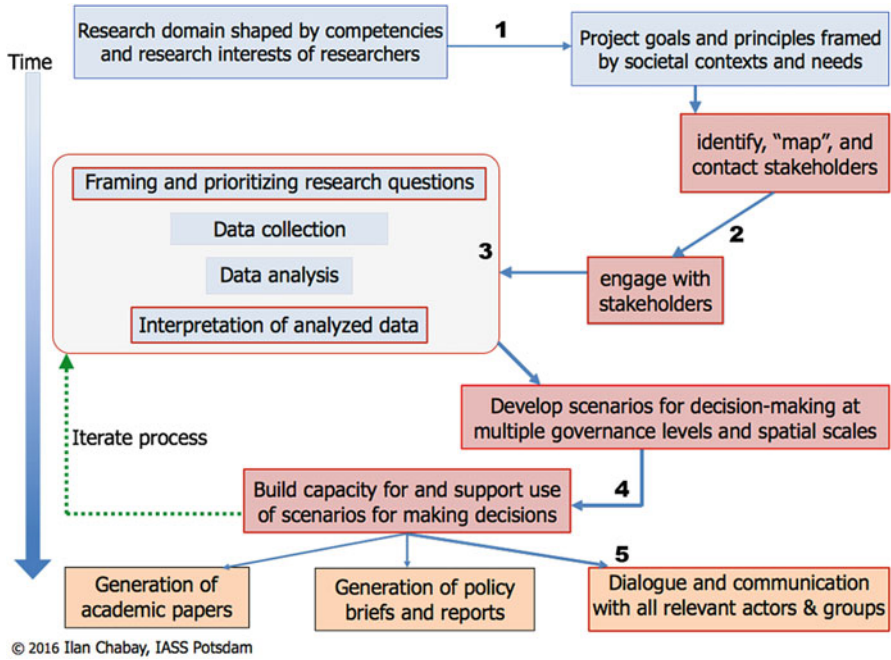 Research domain shaped by competencies
and research interests of researchers
1
Project goals and principles framed
by societal contexts and needs
Time
identify, “map”, and
contact stakeholders
Framing and prioritizing research questions
2
Data collection
3
Data analysis
engage with
stakeholders
Interpretation of analyzed data
Develop scenarios for decision-making at
multiple governance levels and spatial scales
Iterate process
4
Build capacity for and support use
of scenarios for making decisions
5
Generation of
academic papers
Generation of policy
briefs and reports
Dialogue and communication
with all relevant actors & groups
© 2016 Ilan Chabay, IASS Potsdam